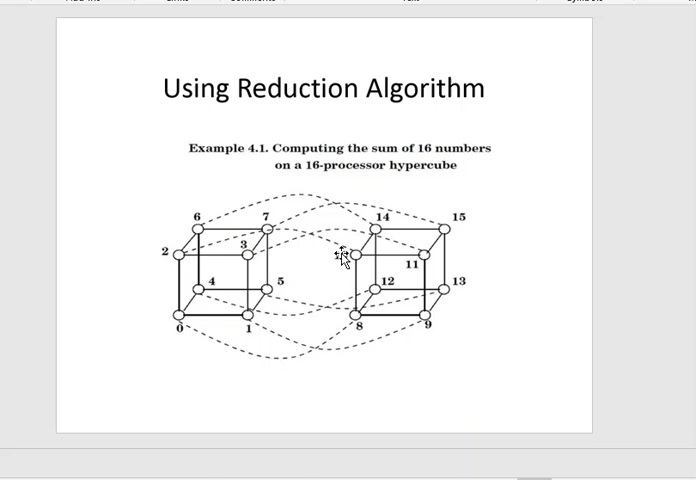 Using Reduction Algorithm
Example 4.1. Computing the sum of 16 numbers
on a 16-processor hypercube
6 7 14 15
2 3 11
4 5 12 13
0 1 8 9